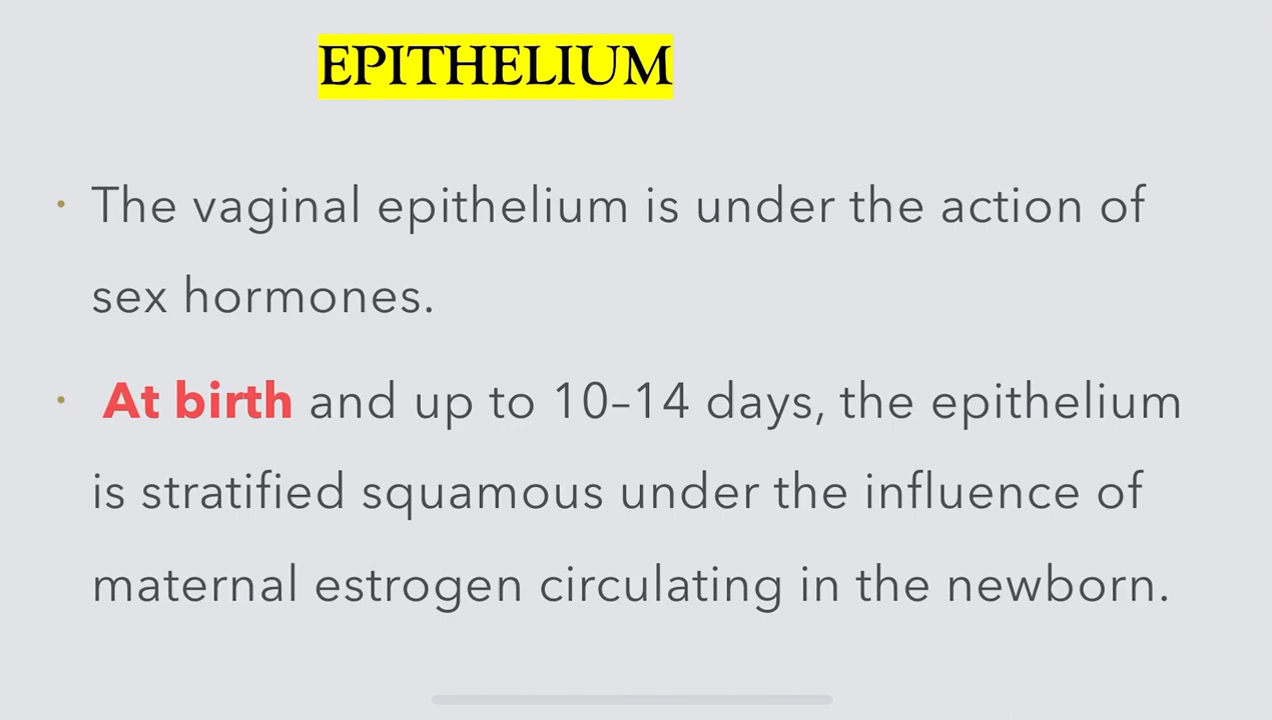 EPITHELIUM
• The vaginal epithelium is under the action of
sex hormones.
• At birth and up to 10–14 days, the epithelium
is stratified squamous under the influence of
maternal estrogen circulating in the newborn.